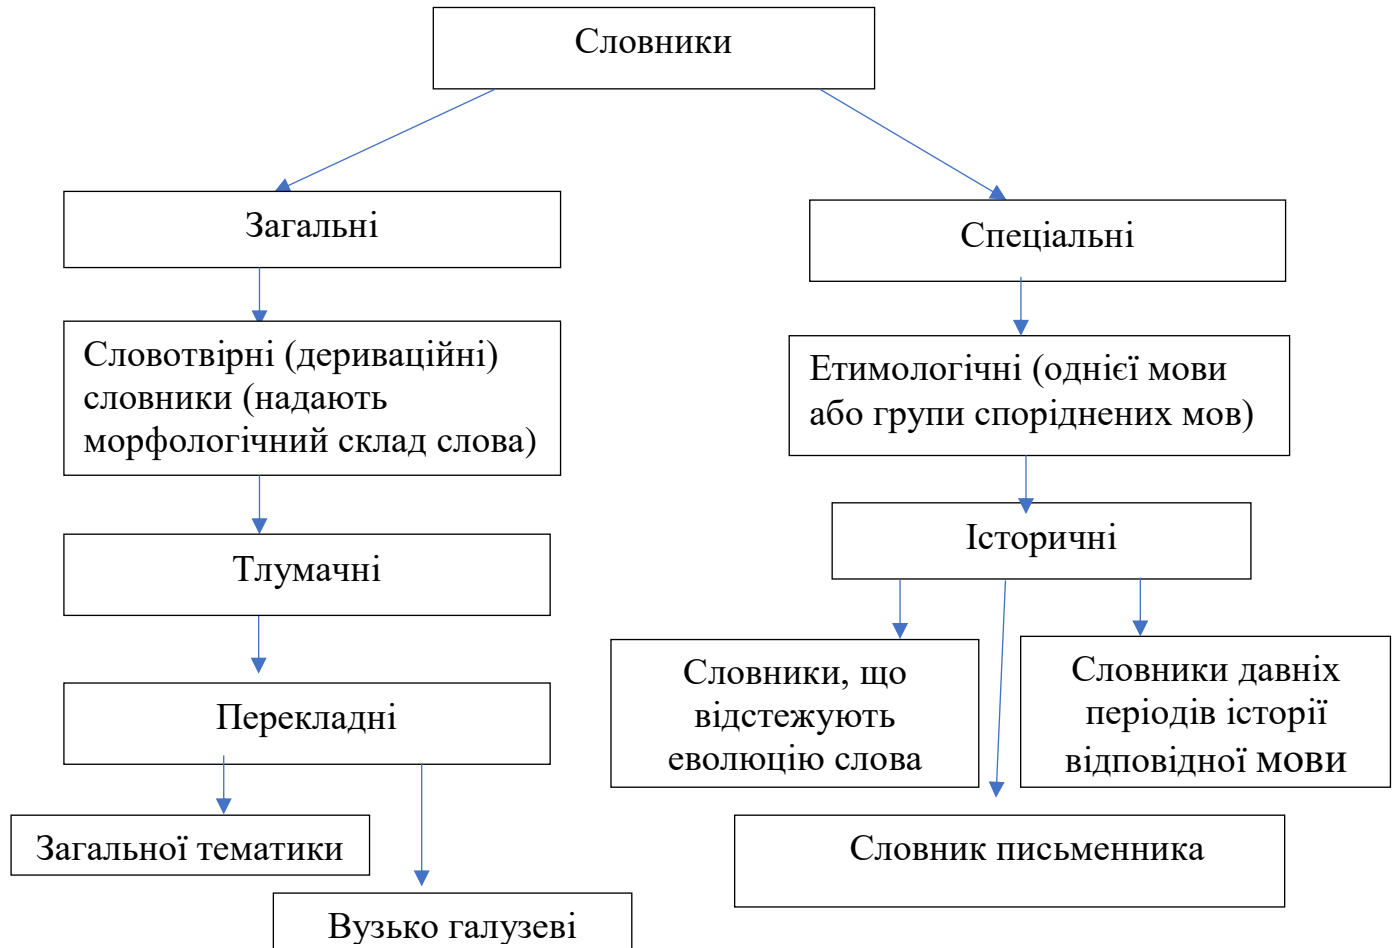 Словники
Загальні
Спеціальні
Словотвірні (дериваційні)
словники (надають
морфологічний склад слова)
Етимологічні (однієї мови
або групи споріднених мов)
Тлумачні
Історичні
Перекладні
Словники, що
відстежують
еволюцію слова
Словники давніх
періодів історії
відповідної мови
Загальної тематики
Словник письменника
Вузько галузеві